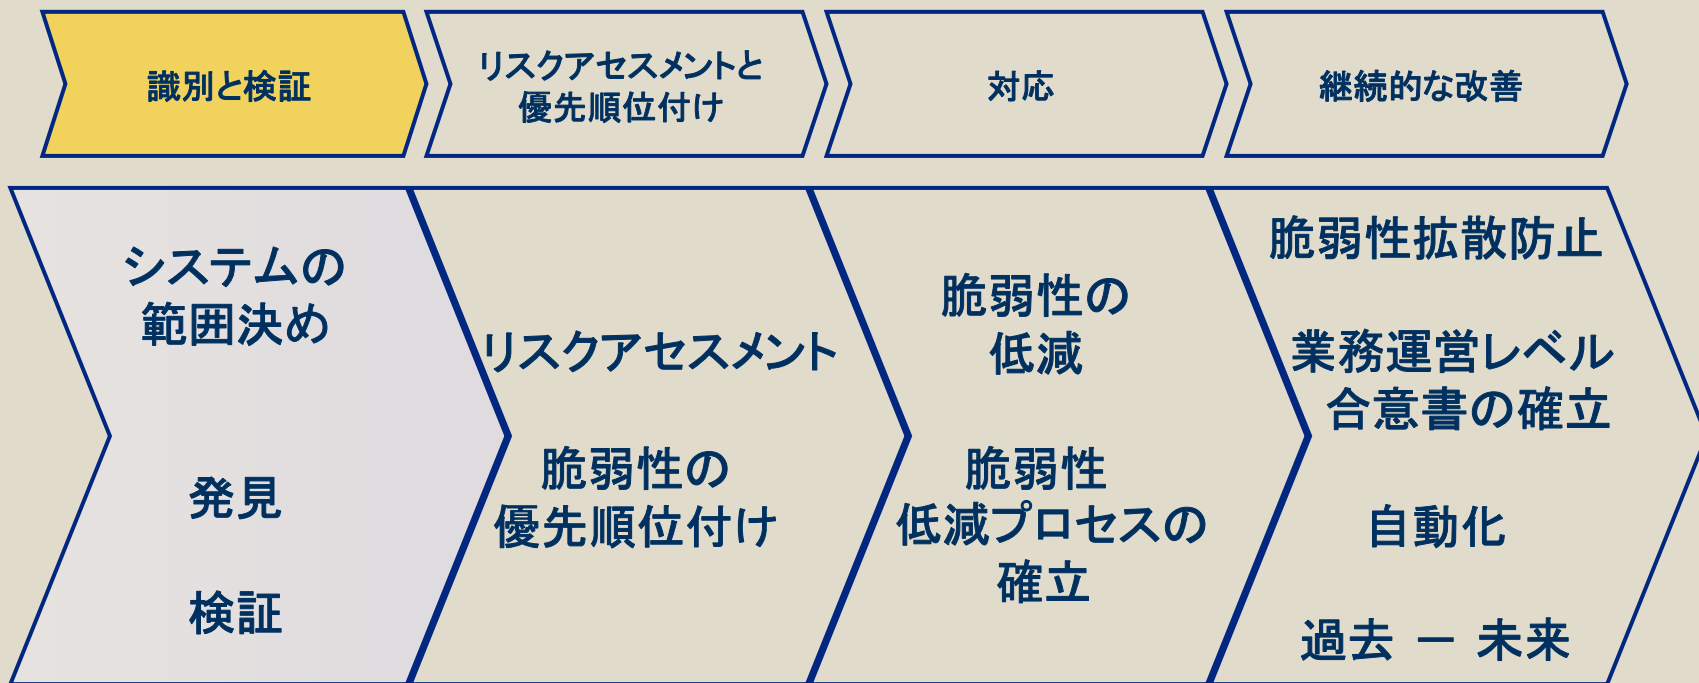 識別と検証
リスクアセスメントと
優先順位付け
対応
継続的な改善
システムの
範囲決め
発見
検証
リスクアセスメント
脆弱性の
優先順位付け
脆弱性の
低減
脆弱性
低減プロセスの
確立
脆弱性拡散防止
業務運営レベル
合意書の確立
自動化
過去 － 未来